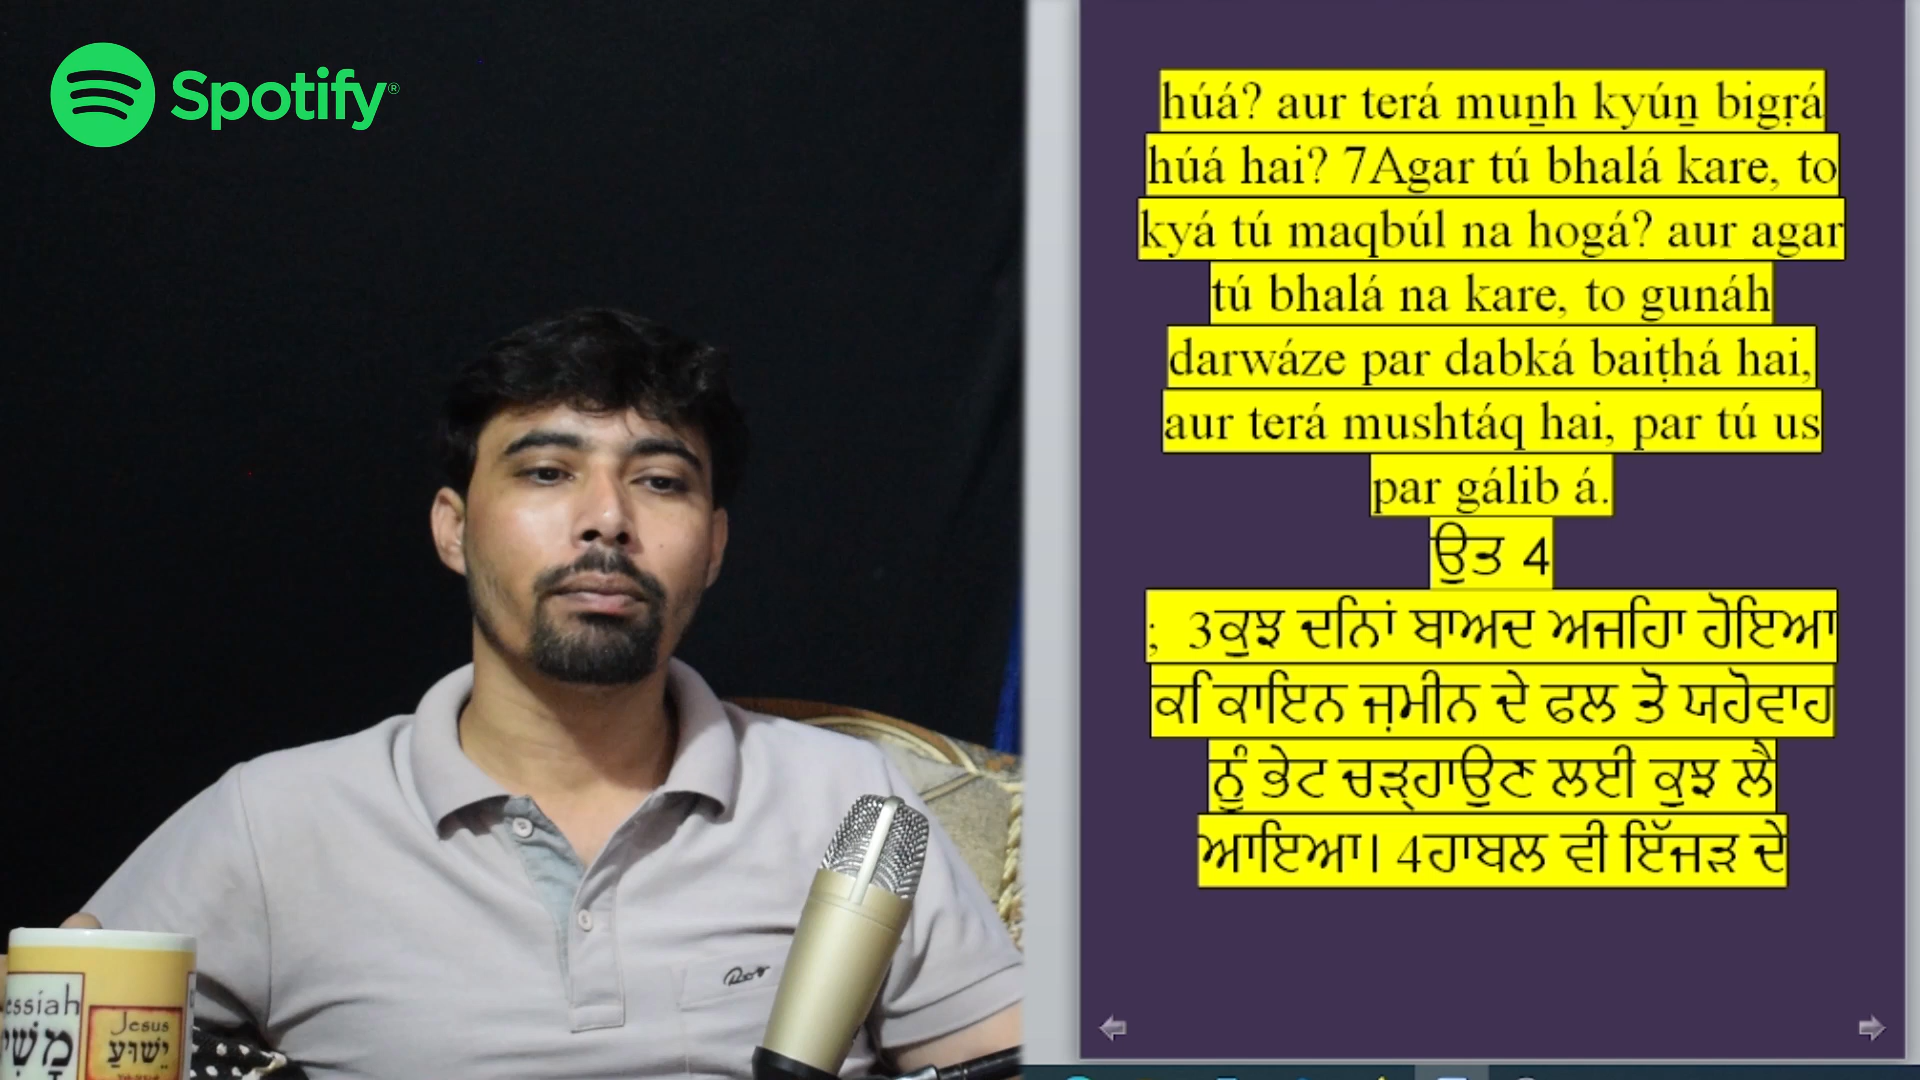 Spotify®
húá? aur terá muṉh kyúṉ bigṛá
húá hai? 7Agar tú bhalá kare, to
kyá tú maqbúl na hogá? aur agar
tú bhalá na kare, to gunáh
darwáze par dabká baiṭhá hai,
aur terá mushtáq hai, par tú us
par gálib á.
ਉਤ 4
; 3ਕੁਝ ਦਿਨਾਂ ਬਾਅਦ ਅਜਿਹਾ ਹੋਇਆ
ਕਿ ਕਾਇਨ ਜ਼ਮੀਨ ਦੇ ਫਲ ਤੋਂ ਯਹੋਵਾਹ
ਨੂੰ ਭੇਟ ਚੜ੍ਹਾਉਣ ਲਈ ਕੁਝ ਲੈ
ਆਇਆ। 4ਹਾਬਲ ਵੀ ਇੱਜੜ ਦੇ
essiah
Jesus
יֵשׁוּעַ